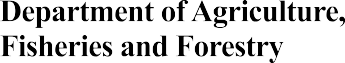 Department of Agriculture,
Fisheries and Forestry